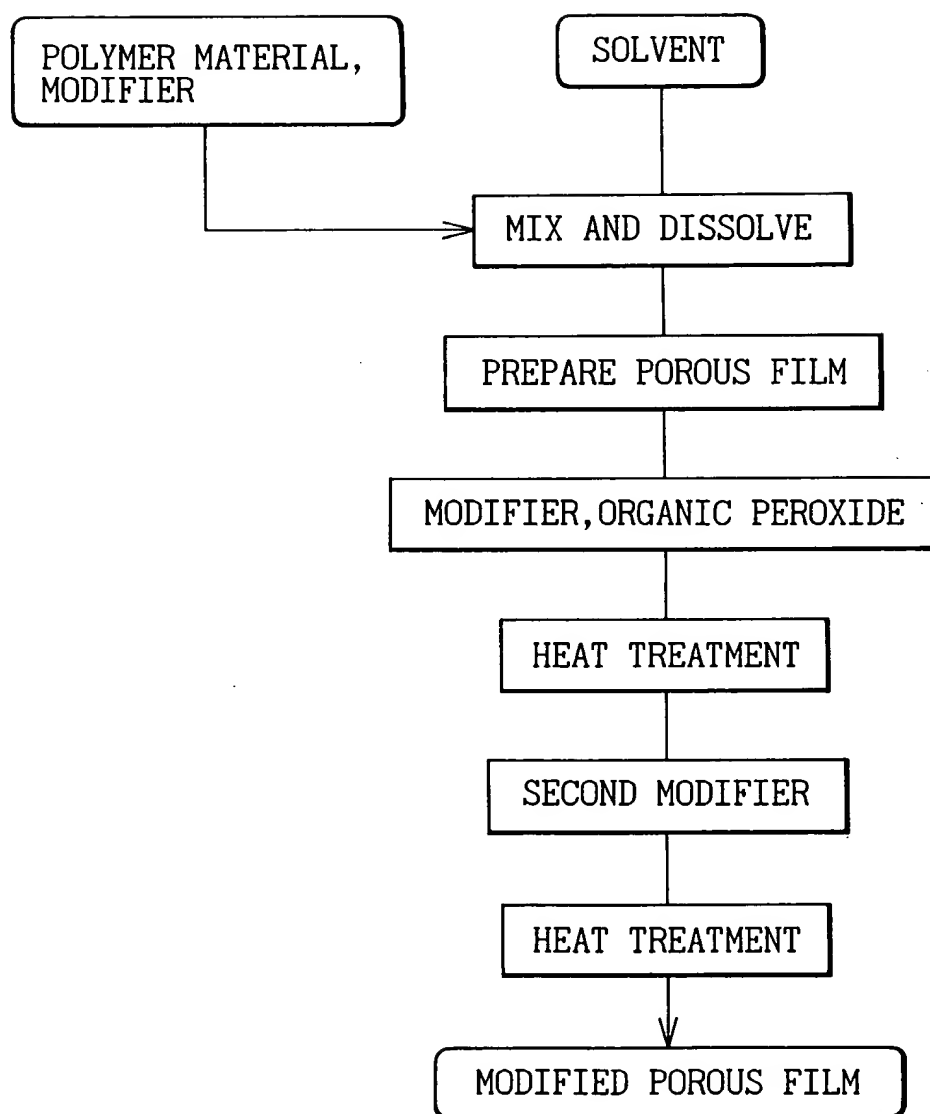 POLYMER MATERIAL,
MODIFIER
SOLVENT
MIX AND DISSOLVE
PREPARE POROUS FILM
MODIFIER,ORGANIC PEROXIDE
HEAT TREATMENT
SECOND MODIFIER
HEAT TREATMENT
MODIFIED POROUS FILM